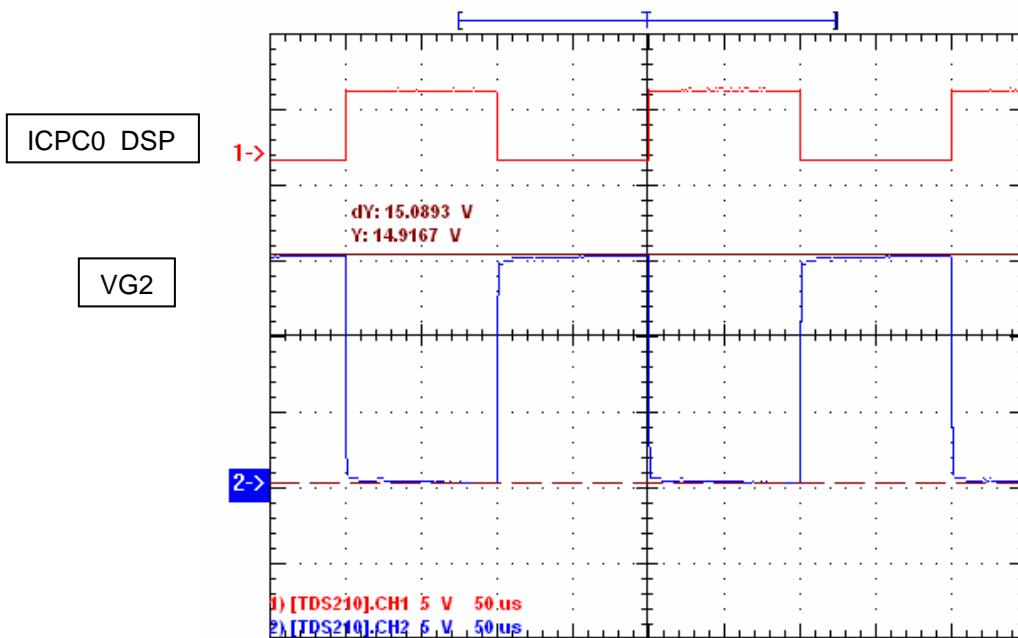 ICPC0 DSP
1->
dY: 15.0893 V
Y: 14.9167 V
VG2
2->
1) [TDS210].CH1 5 V 50 us
2) [TDS210].CH2 5 V 50 us